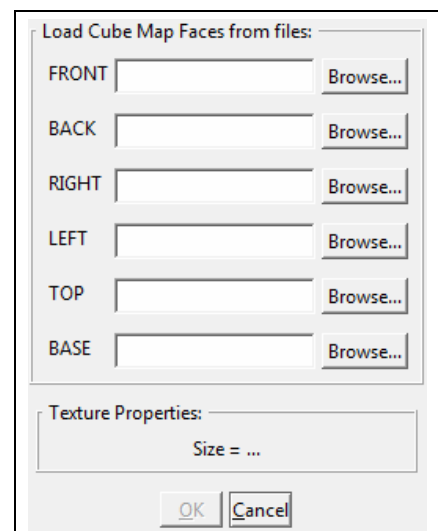 Load Cube Map Faces from files:
FRONT Browse...
BACK Browse...
RIGHT Browse...
LEFT Browse...
TOP Browse...
BASE Browse...
Texture Properties:
Size = ...
OK Cancel